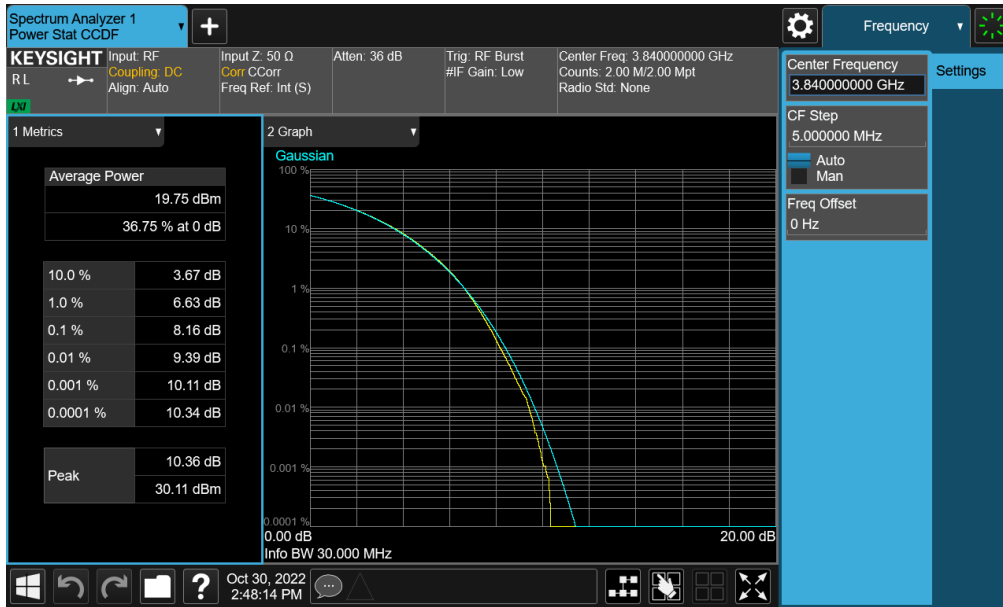 Spectrum Analyzer 1
Power Stat CCDF
+
Frequency
KEYSIGHT
R L
LXI
Input: RF
Coupling: DC
Align: Auto
Input Z: 50 Ω
Corr CCorr
Freq Ref: Int (S)
Atten: 36 dB
Trig: RF Burst
#IF Gain: Low
Center Freq: 3.840000000 GHz
Counts: 2.00 M/2.00 Mpt
Radio Std: None
Center Frequency
3.840000000 GHz
Settings
CF Step
5.000000 MHz
Auto
Man
Freq Offset
0 Hz
1 Metrics
Average Power
19.75 dBm
36.75 % at 0 dB
10.0 % 3.67 dB
1.0 % 6.63 dB
0.1 % 8.16 dB
0.01 % 9.39 dB
0.001 % 10.11 dB
0.0001 % 10.34 dB
Peak 10.36 dB
30.11 dBm
2 Graph
Gaussian
100 %
10 %
1 %
0.1 %
0.01 %
0.001 %
0.0001 %
0.00 dB 20.00 dB
Info BW 30.000 MHz
?
Oct 30, 2022
2:48:14 PM